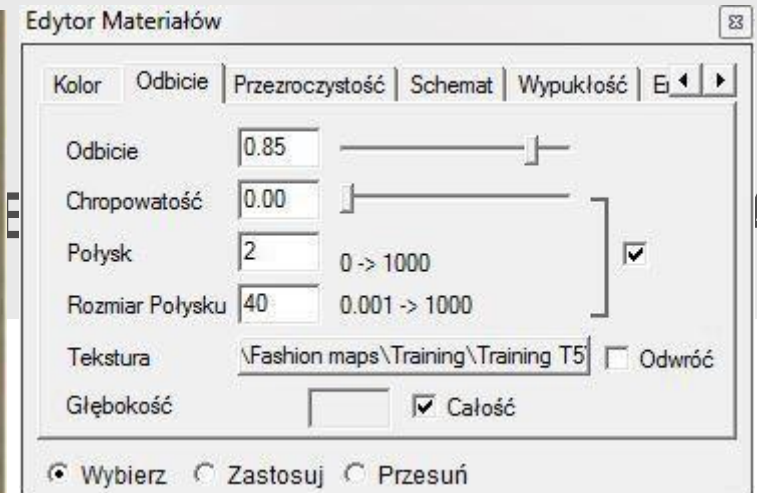 Edytor Materiałów
Kolor Odbicie Przezroczystość Schemat Wypukłość
Odbicie 0.85
Chropowatość 0.00
Połysk 2 0 -> 1000
Rozmiar Połysku 40 0.001 -> 1000
Tekstura \Fashion maps\Training\Training T5 Odwróć
Głębokość Całość
Wybierz Zastosuj Przesuń